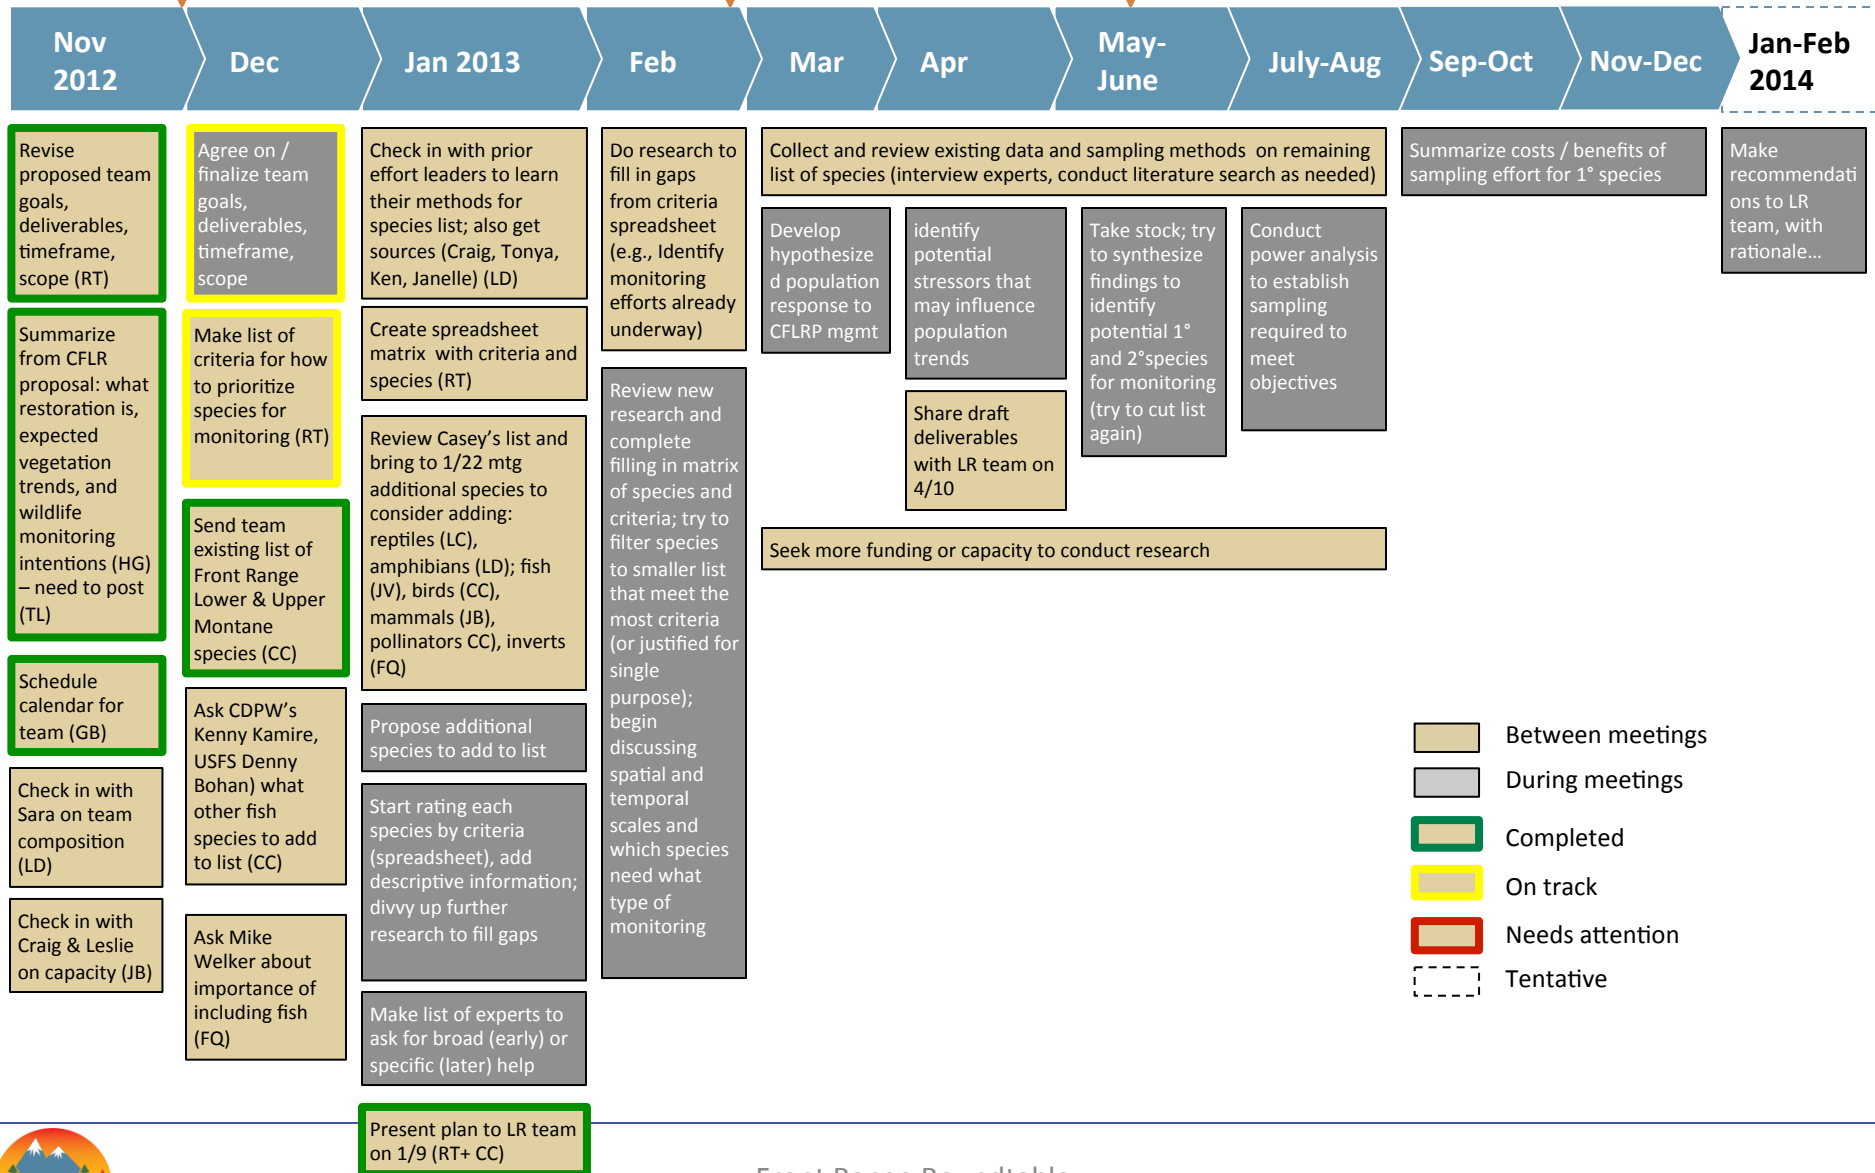 Nov
2012
Dec
Jan 2013
Feb
Mar
Apr
May-
June
July-Aug
Sep-Oct
Nov-Dec
Jan-Feb
2014
Revise
proposed team
goals,
deliverables,
timeframe,
scope (RT)
Summarize
from CFLR
proposal: what
restoration is,
expected
vegetation
trends, and
wildlife
monitoring
intentions (HG)
– need to post
(TL)
Schedule
calendar for
team (GB)
Check in with
Sara on team
composition
(LD)
Check in with
Craig & Leslie
on capacity (JB)
Agree on /
finalize team
goals,
deliverables,
timeframe,
scope
Make list of
criteria for how
to prioritize
species for
monitoring (RT)
Send team
existing list of
Front Range
Lower & Upper
Montane
species (CC)
Ask CDPW's
Kenny Kamire,
USFS Denny
Bohan) what
other fish
species to add
to list (CC)
Ask Mike
Welker about
importance of
including fish
(FQ)
Check in with prior
effort leaders to learn
their methods for
species list; also get
sources (Craig, Tonya,
Ken, Janelle) (LD)
Create spreadsheet
matrix with criteria and
species (RT)
Review Casey's list and
bring to 1/22 mtg
additional species to
consider adding:
reptiles (LC),
amphibians (LD); fish
(JV), birds (CC),
mammals (JB),
pollinators CC), inverts
(FQ)
Propose additional
species to add to list
Start rating each
species by criteria
(spreadsheet), add
descriptive information;
divvy up further
research to fill gaps
Make list of experts to
ask for broad (early) or
specific (later) help
Present plan to LR team
on 1/9 (RT+ CC)
Do research to
fill in gaps
from criteria
spreadsheet
(e.g., Identify
monitoring
efforts already
underway)
Review new
research and
complete
filling in matrix
of species and
criteria; try to
filter species
to smaller list
that meet the
most criteria
(or justified for
single
purpose);
begin
discussing
spatial and
temporal
scales and
which species
need what
type of
monitoring
Collect and review existing data and sampling methods on remaining
list of species (interview experts, conduct literature search as needed)
Develop
hypothesize
d population
response to
CFLRP mgmt
identify
potential
stressors that
may influence
population
trends
Share draft
deliverables
with LR team on
4/10
Take stock; try
to synthesize
findings to
identify
potential 1°
and 2°species
for monitoring
(try to cut list
again)
Conduct
power analysis
to establish
sampling
required to
meet
objectives
Seek more funding or capacity to conduct research
Summarize costs / benefits of
sampling effort for 1° species
Make
recommendati
ons to LR
team, with
rationale...
Between meetings
During meetings
Completed
On track
Needs attention
Tentative
Front Range Roundtable